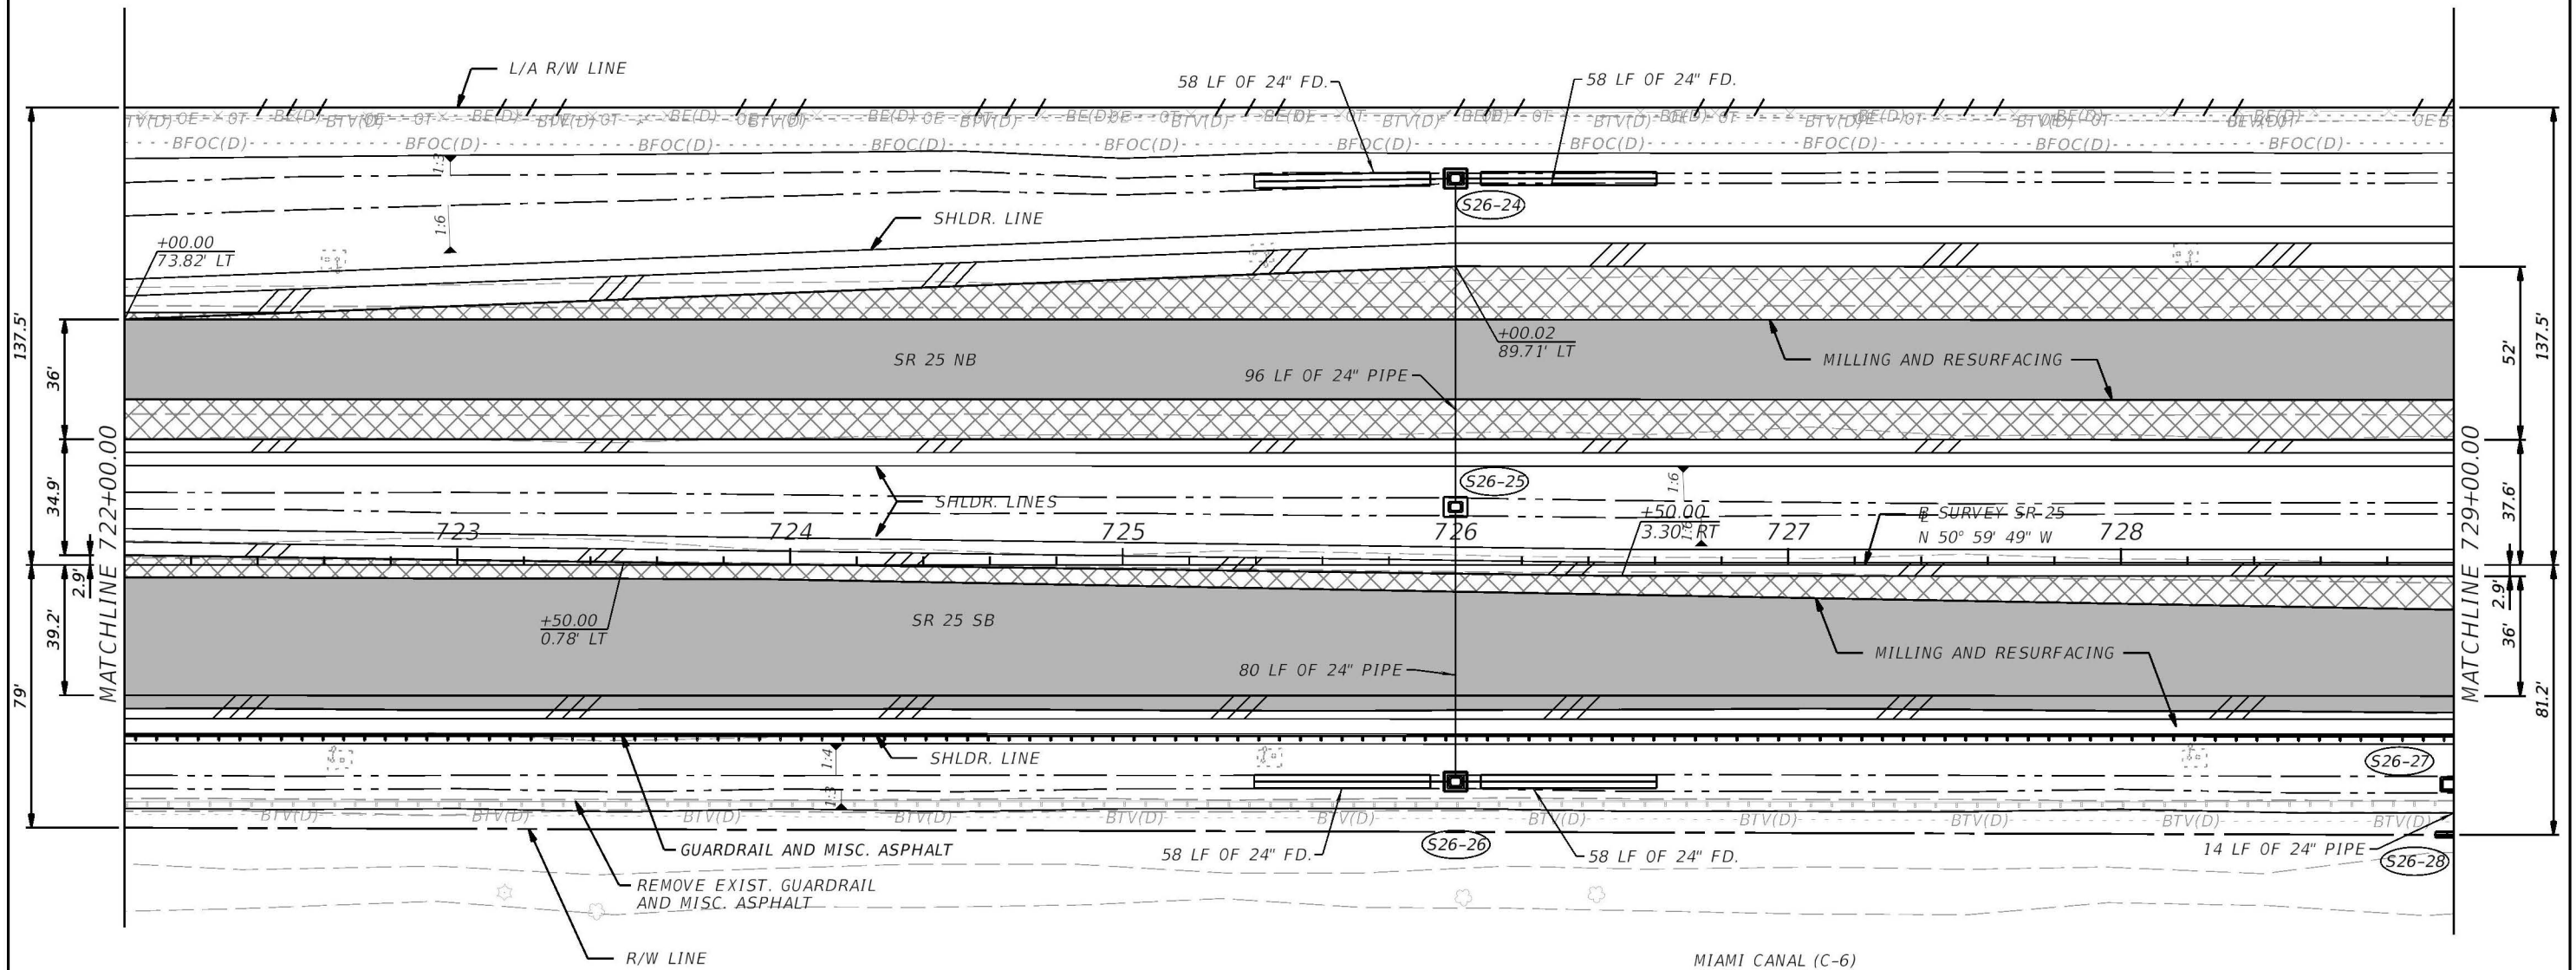 L/A R/W LINE
58 LF OF 24" FD.
58 LF OF 24" FD.
BFOC(D) BFOC(D) BFOC(D) BFOC(D) BFOC(D) BFOC(D) BFOC(D) BFOC(D) BFOC(D) BFOC(D)
1:3
1:6
S26-24
SHLDR. LINE
+00.00
73.82' LT
137.5'
36'
34.9'
2.9'
39.2'
79'
MATCHLINE 722+00.00
SR 25 NB
96 LF OF 24" PIPE
+00.02
89.71' LT
MILLING AND RESURFACING
S26-25
1:6
SHLDR. LINES
723 724 725 726 727 728
+50.00
3.30' RT
1:6
B SURVEY SR 25
N 50° 59' 49" W
+50.00
0.78' LT
SR 25 SB
80 LF OF 24" PIPE
MILLING AND RESURFACING
MATCHLINE 729+00.00
137.5'
52'
37.6'
2.9'
36'
81.2'
SHLDR. LINE
1:4
1:3
S26-27
BTV(D) BTV(D) BTV(D) BTV(D) BTV(D) BTV(D) BTV(D) BTV(D) BTV(D) BTV(D) BTV(D)
GUARDRAIL AND MISC. ASPHALT
58 LF OF 24" FD.
S26-26
58 LF OF 24" FD.
14 LF OF 24" PIPE
S26-28
REMOVE EXIST. GUARDRAIL
AND MISC. ASPHALT
R/W LINE
MIAMI CANAL (C-6)